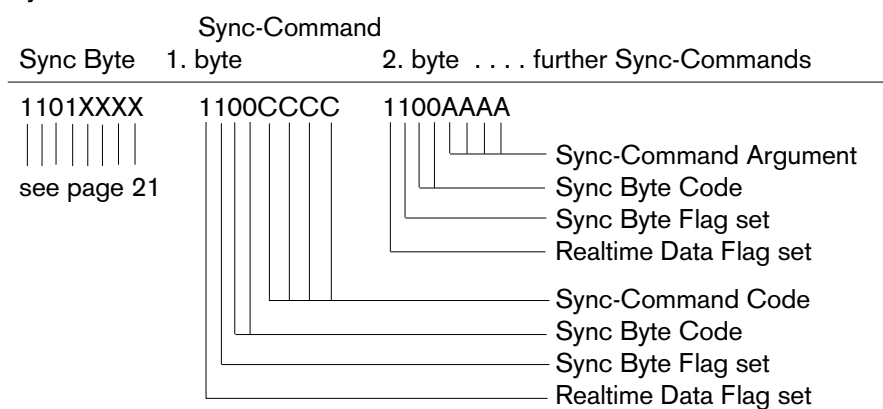 Sync-Command
Sync Byte 1. byte 2. byte . . . . further Sync-Commands
1101XXXX 1100CCCC 1100AAAA
Sync-Command Argument
see page 21
Sync Byte Code
Sync Byte Flag set
Realtime Data Flag set
Sync-Command Code
Sync Byte Code
Sync Byte Flag set
Realtime Data Flag set